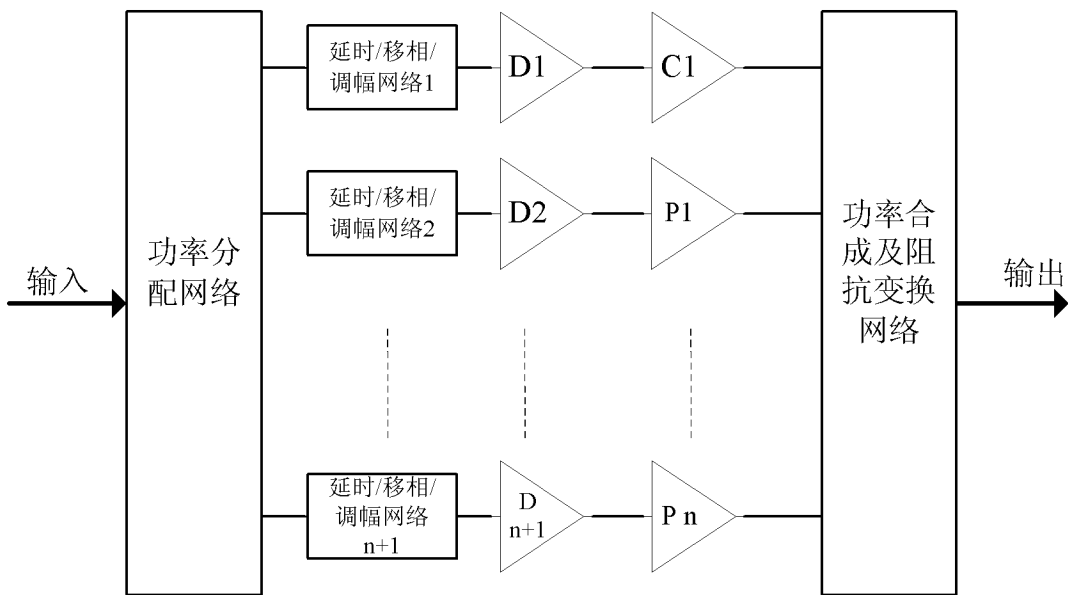 输入
功率分
配网络
延时/移相/
调幅网络1
D1
C1
延时/移相/
调幅网络2
D2
P1
延时/移相/
调幅网络
n+1
D
n+1
P n
功率合
成及阻
抗变换
网络
输出